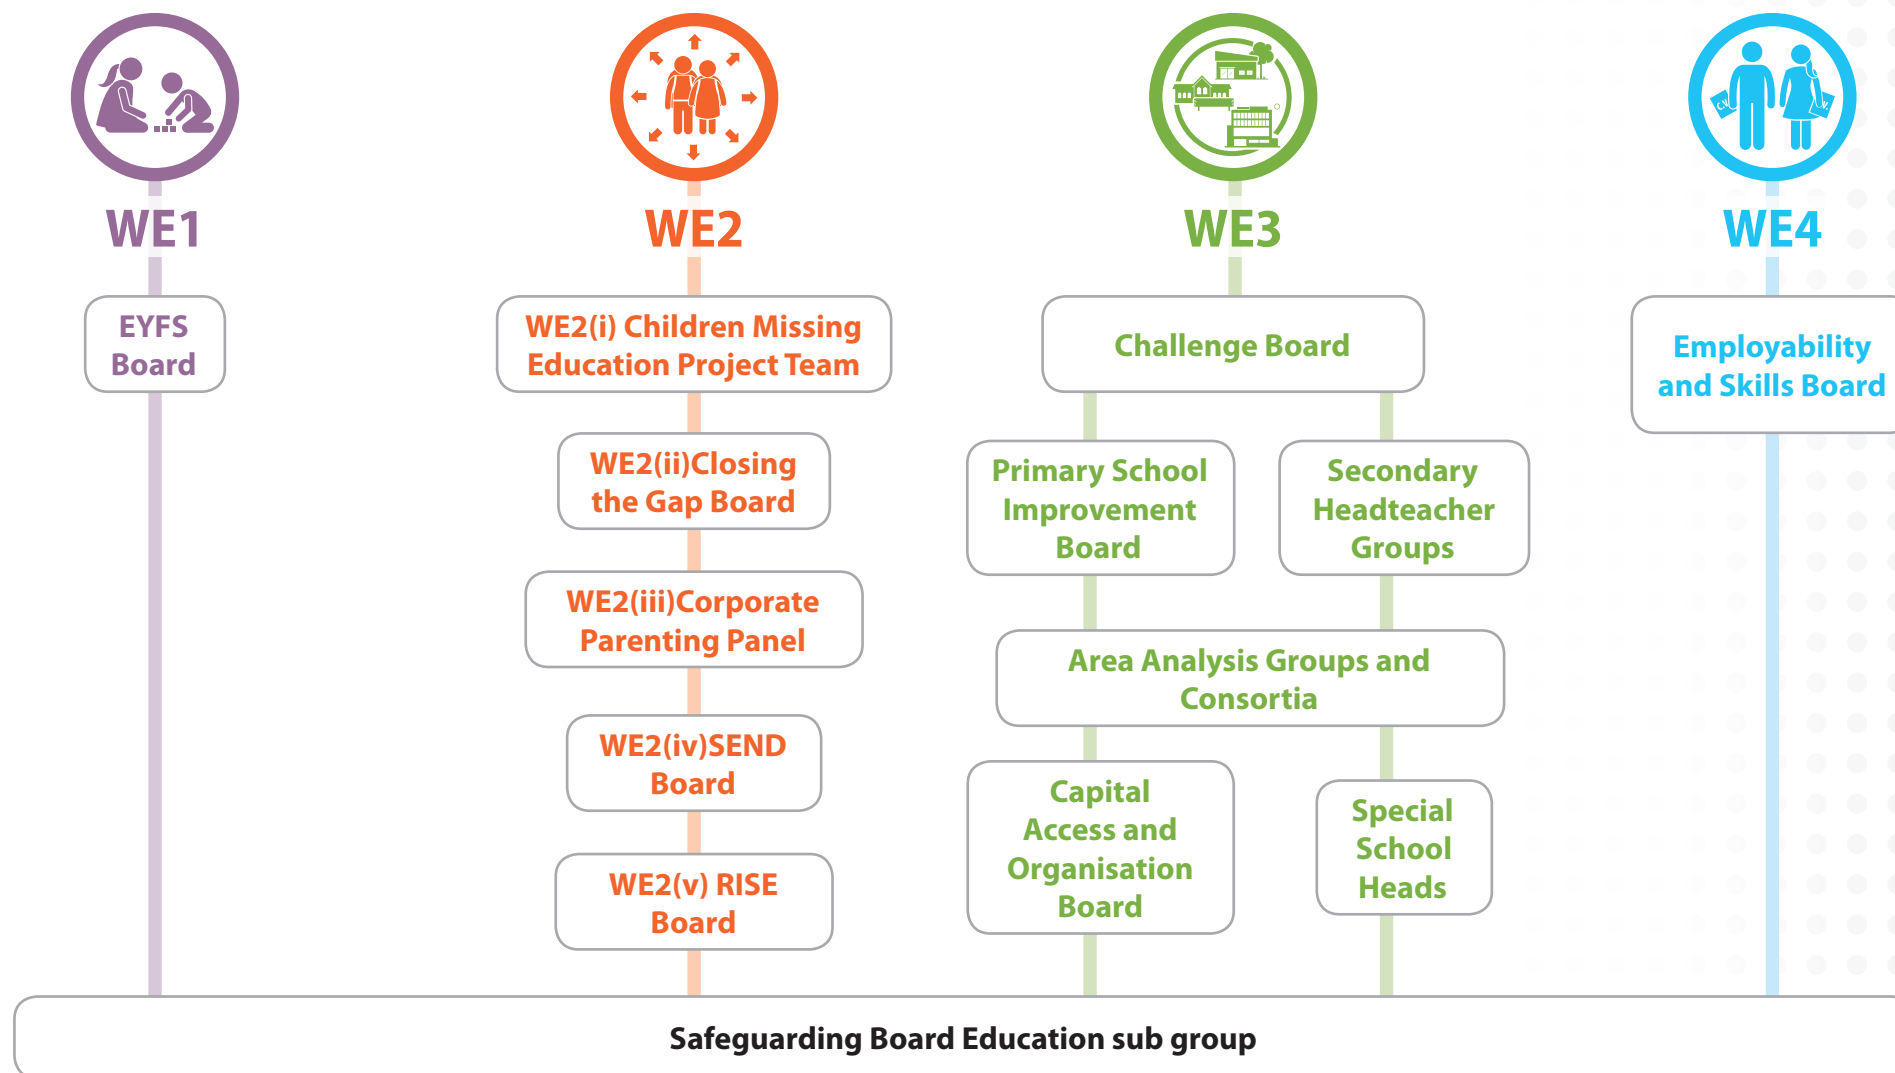 C.V.
V.
WE1
EYFS
Board
WE2
WE2(i) Children Missing
Education Project Team
WE2(ii)Closing
the Gap Board
WE2(iii)Corporate
Parenting Panel
WE2(iv)SEND
Board
WE2(v) RISE
Board
WE3
Challenge Board
Primary School
Improvement
Board
Secondary
Headteacher
Groups
Area Analysis Groups and
Consortia
Capital
Access and
Organisation
Board
Special
School
Heads
WE4
Employability
and Skills Board
Safeguarding Board Education sub group